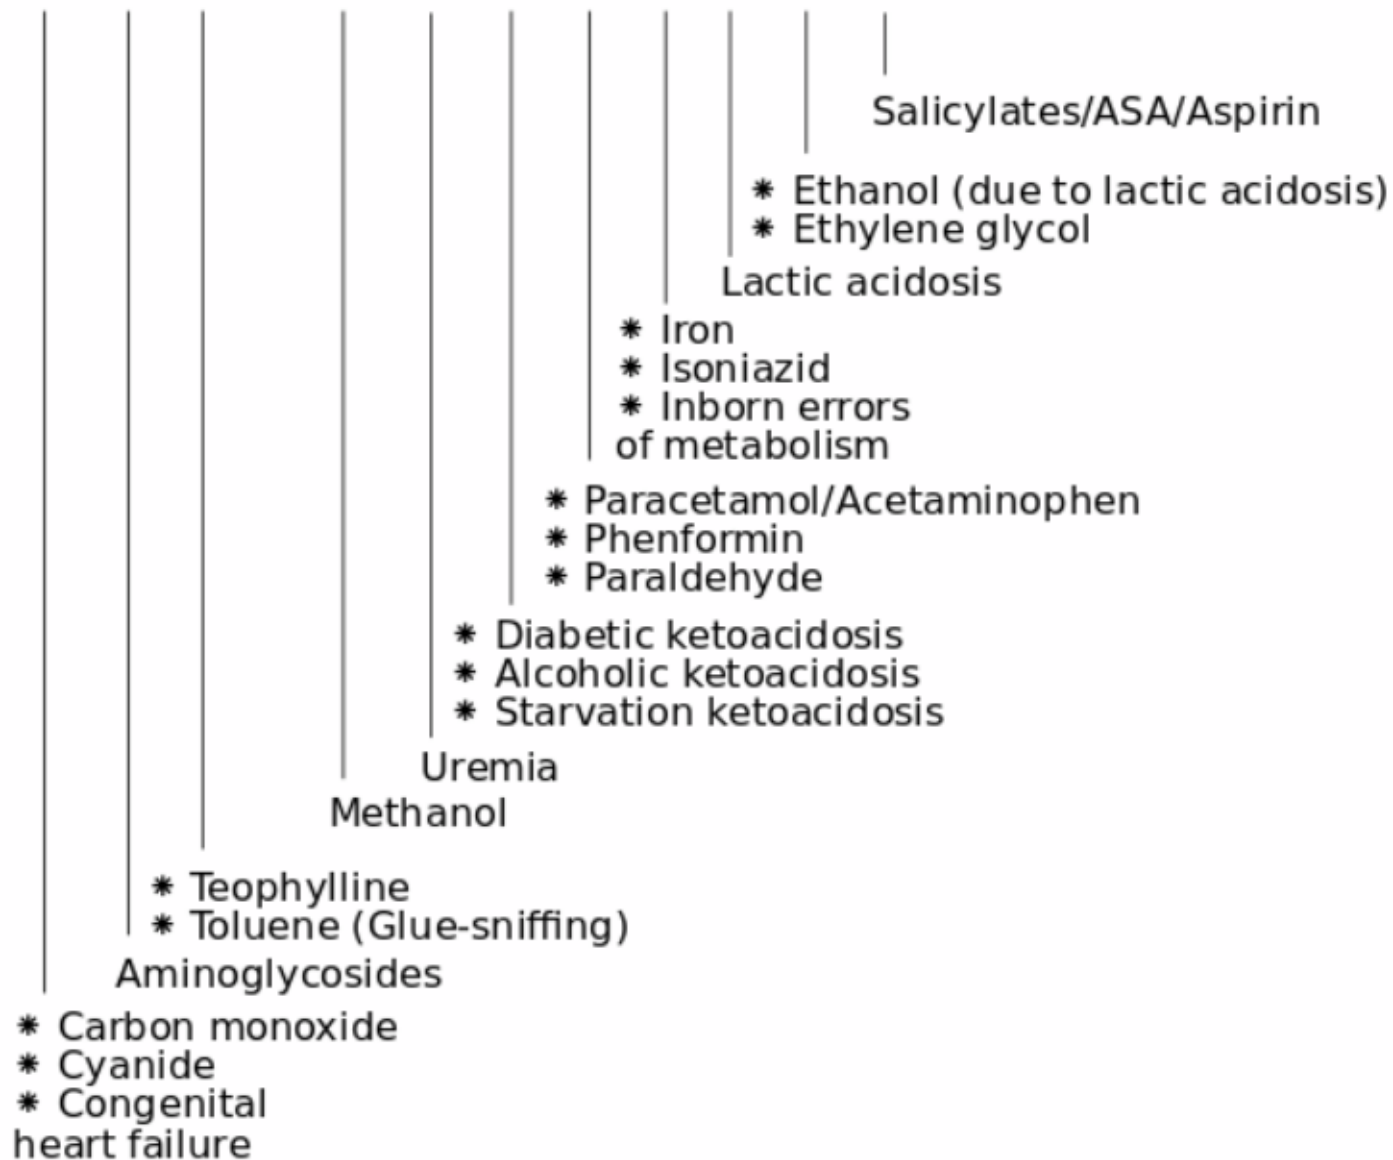 Salicylates/ASA/Aspirin
* Ethanol (due to lactic acidosis)
* Ethylene glycol
Lactic acidosis
* Iron
* Isoniazid
* Inborn errors
of metabolism
* Paracetamol/Acetaminophen
* Phenformin
* Paraldehyde
* Diabetic ketoacidosis
* Alcoholic ketoacidosis
* Starvation ketoacidosis
Uremia
Methanol
* Teophylline
* Toluene (Glue-sniffing)
Aminoglycosides
* Carbon monoxide
* Cyanide
* Congenital
heart failure